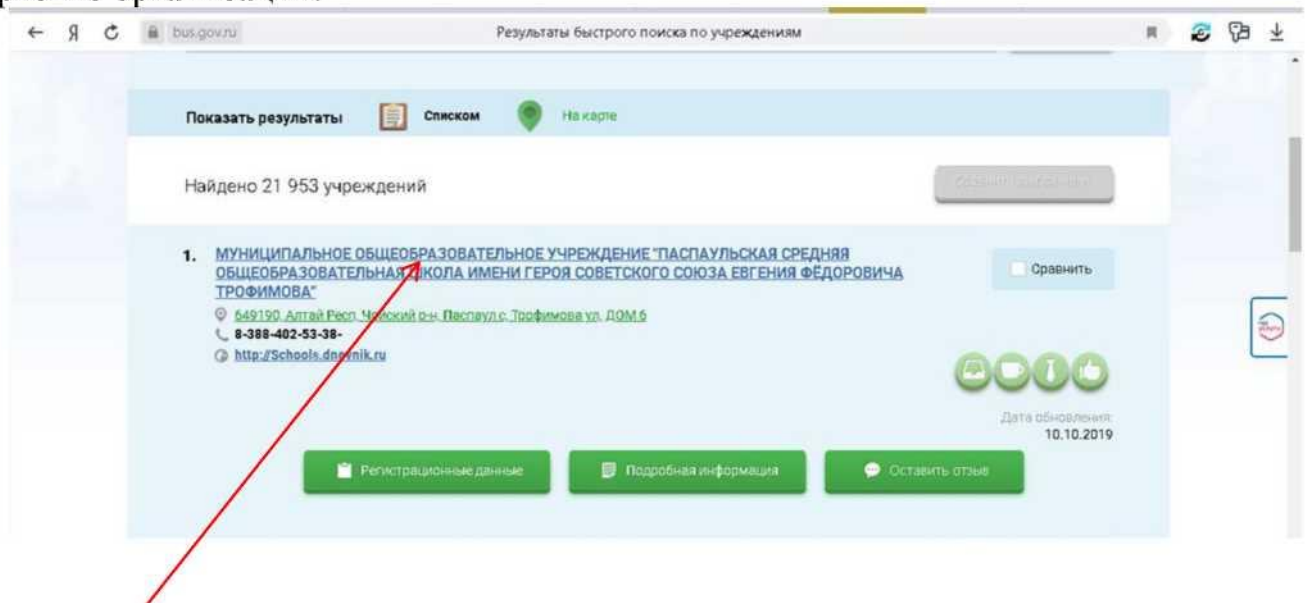 bus.gov.ru
Результаты быстрого поиска по учреждениям
Показать результаты Списком На карте
Найдено 21 953 учреждений
1. МУНИЦИПАЛЬНОЕ ОБЩЕОБРАЗОВАТЕЛЬНОЕ УЧРЕЖДЕНИЕ "ПАСПАУЛЬСКАЯ СРЕДНЯЯ
ОБЩЕОБРАЗОВАТЕЛЬНАЯ ШКОЛА ИМЕНИ ГЕРОЯ СОВЕТСКОГО СОЮЗА ЕВГЕНИЯ ФЁДОРОВИЧА
ТРОФИМОВА"
Сравнить
649190, Алтай Респ, Чойский р-н, Паспаул с, Трофимова ул, ДОМ 6
8-388-402-53-38-
http://Schools.dnevnik.ru
Дата обновления:
10.10.2019
Регистрационные данные
Подробная информация
Оставить отзыв